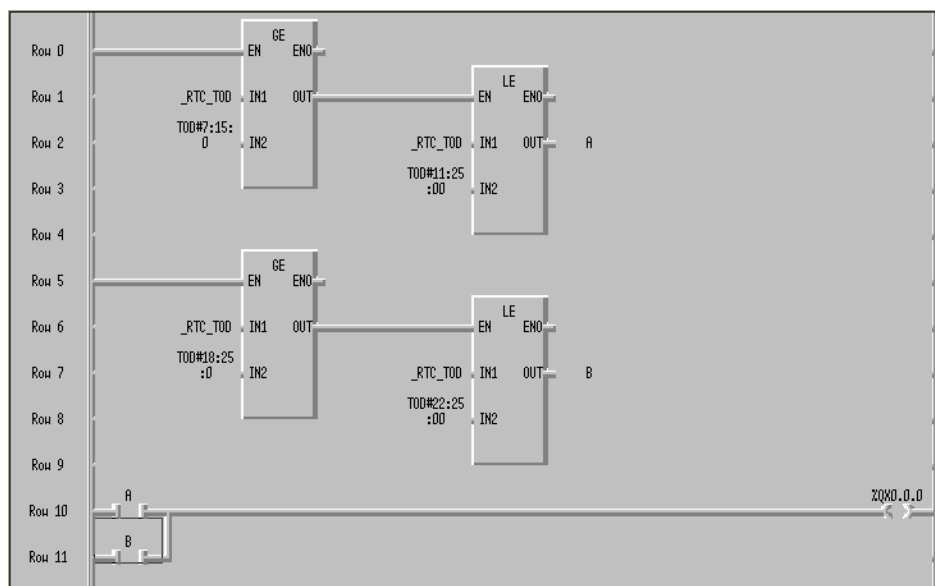 GE
Row 0 EN ENO
LE
Row 1 _RTC_TOD IN1 OUT EN ENO
TOD#7:15:
Row 2 0 IN2 _RTC_TOD IN1 OUT A
TOD#11:25
Row 3 :00 IN2
Row 4
GE
Row 5 EN ENO
LE
Row 6 _RTC_TOD IN1 OUT EN ENO
TOD#18:25
Row 7 :0 IN2 _RTC_TOD IN1 OUT B
TOD#22:25
Row 8 :00 IN2
Row 9
A %QX0.0.0
Row 10
B
Row 11